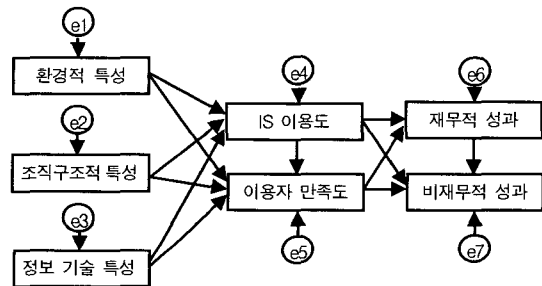 e1
환경적 특성
e2
조직구조적 특성
e3
정보 기술 특성
e4
IS 이용도
이용자 만족도
e5
e6
재무적 성과
비재무적 성과
e7